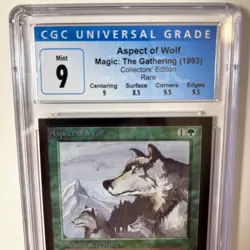 CGC UNIVERSAL GRADE
Mint
9
Aspect of Wolf
Magic: The Gathering (1993)
Collectors' Edition
Rare
Centering Surface Corners Edges
9 8.5 9.5 9.5
Aspect of Wolf 1